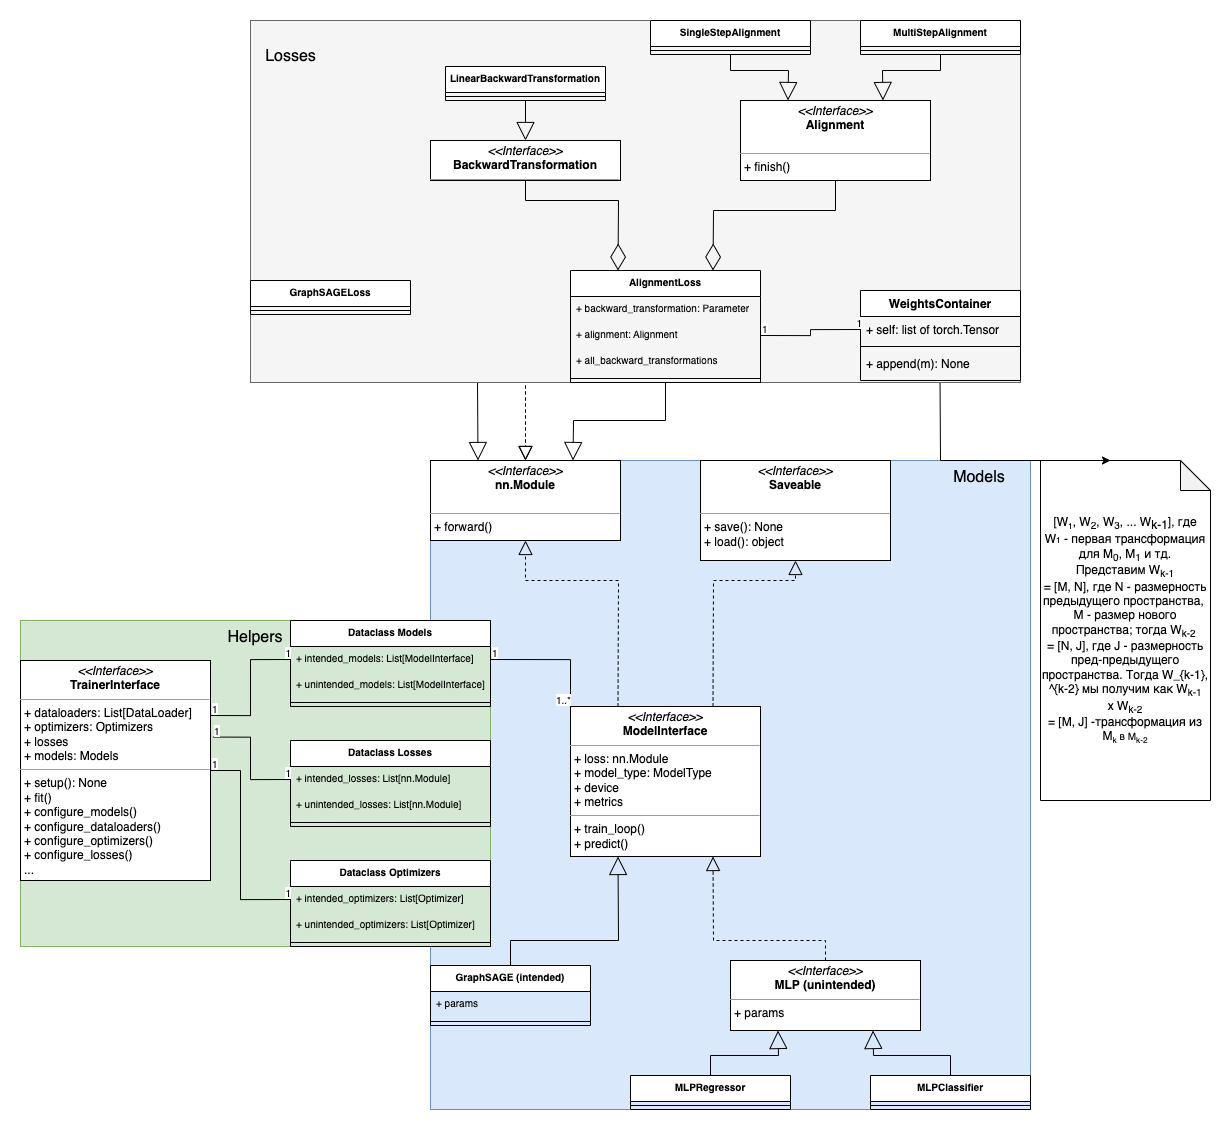 Losses
SingleStepAlignment
MultiStepAlignment
LinearBackwardTransformation
<<Interface>>
Alignment
+ finish()
<<Interface>>
BackwardTransformation
GraphSAGELoss
AlignmentLoss
+ backward_transformation: Parameter
+ alignment: Alignment
+ all_backward_transformations
1
1
WeightsContainer
+ self: list of torch.Tensor
+ append(m): None
<<Interface>>
nn.Module
+ forward()
<<Interface>>
Saveable
+ save(): None
+ load(): object
Models
[W₁, W₂, W₃, ... W_{k-1}], где
W₁ - первая трансформация
для M₀, M₁ и тд.
Представим W_{k-1}
= [M, N], где N - размерность
предыдущего пространства,
M - размер нового
пространства; тогда W_{k-2}
= [N, J], где J - размерность
пред-предыдущего
пространства. Тогда W_{k-1},
^{k-2} мы получим как W_{k-1}
x W_{k-2}
= [M, J] -трансформация из
M_k в M_{k-2}
Helpers
<<Interface>>
TrainerInterface
+ dataloaders: List[DataLoader]
+ optimizers: Optimizers
+ losses
+ models: Models
+ setup(): None
+ fit()
+ configure_models()
+ configure_dataloaders()
+ configure_optimizers()
+ configure_losses()
...
1
1
1
Dataclass Models
1
+ intended_models: List[ModelInterface]
+ unintended_models: List[ModelInterface]
1
1..*
Dataclass Losses
1
+ intended_losses: List[nn.Module]
+ unintended_losses: List[nn.Module]
Dataclass Optimizers
1
+ intended_optimizers: List[Optimizer]
+ unintended_optimizers: List[Optimizer]
<<Interface>>
ModelInterface
+ loss: nn.Module
+ model_type: ModelType
+ device
+ metrics
+ train_loop()
+ predict()
GraphSAGE (intended)
+ params
<<Interface>>
MLP (unintended)
+ params
MLPRegressor
MLPClassifier